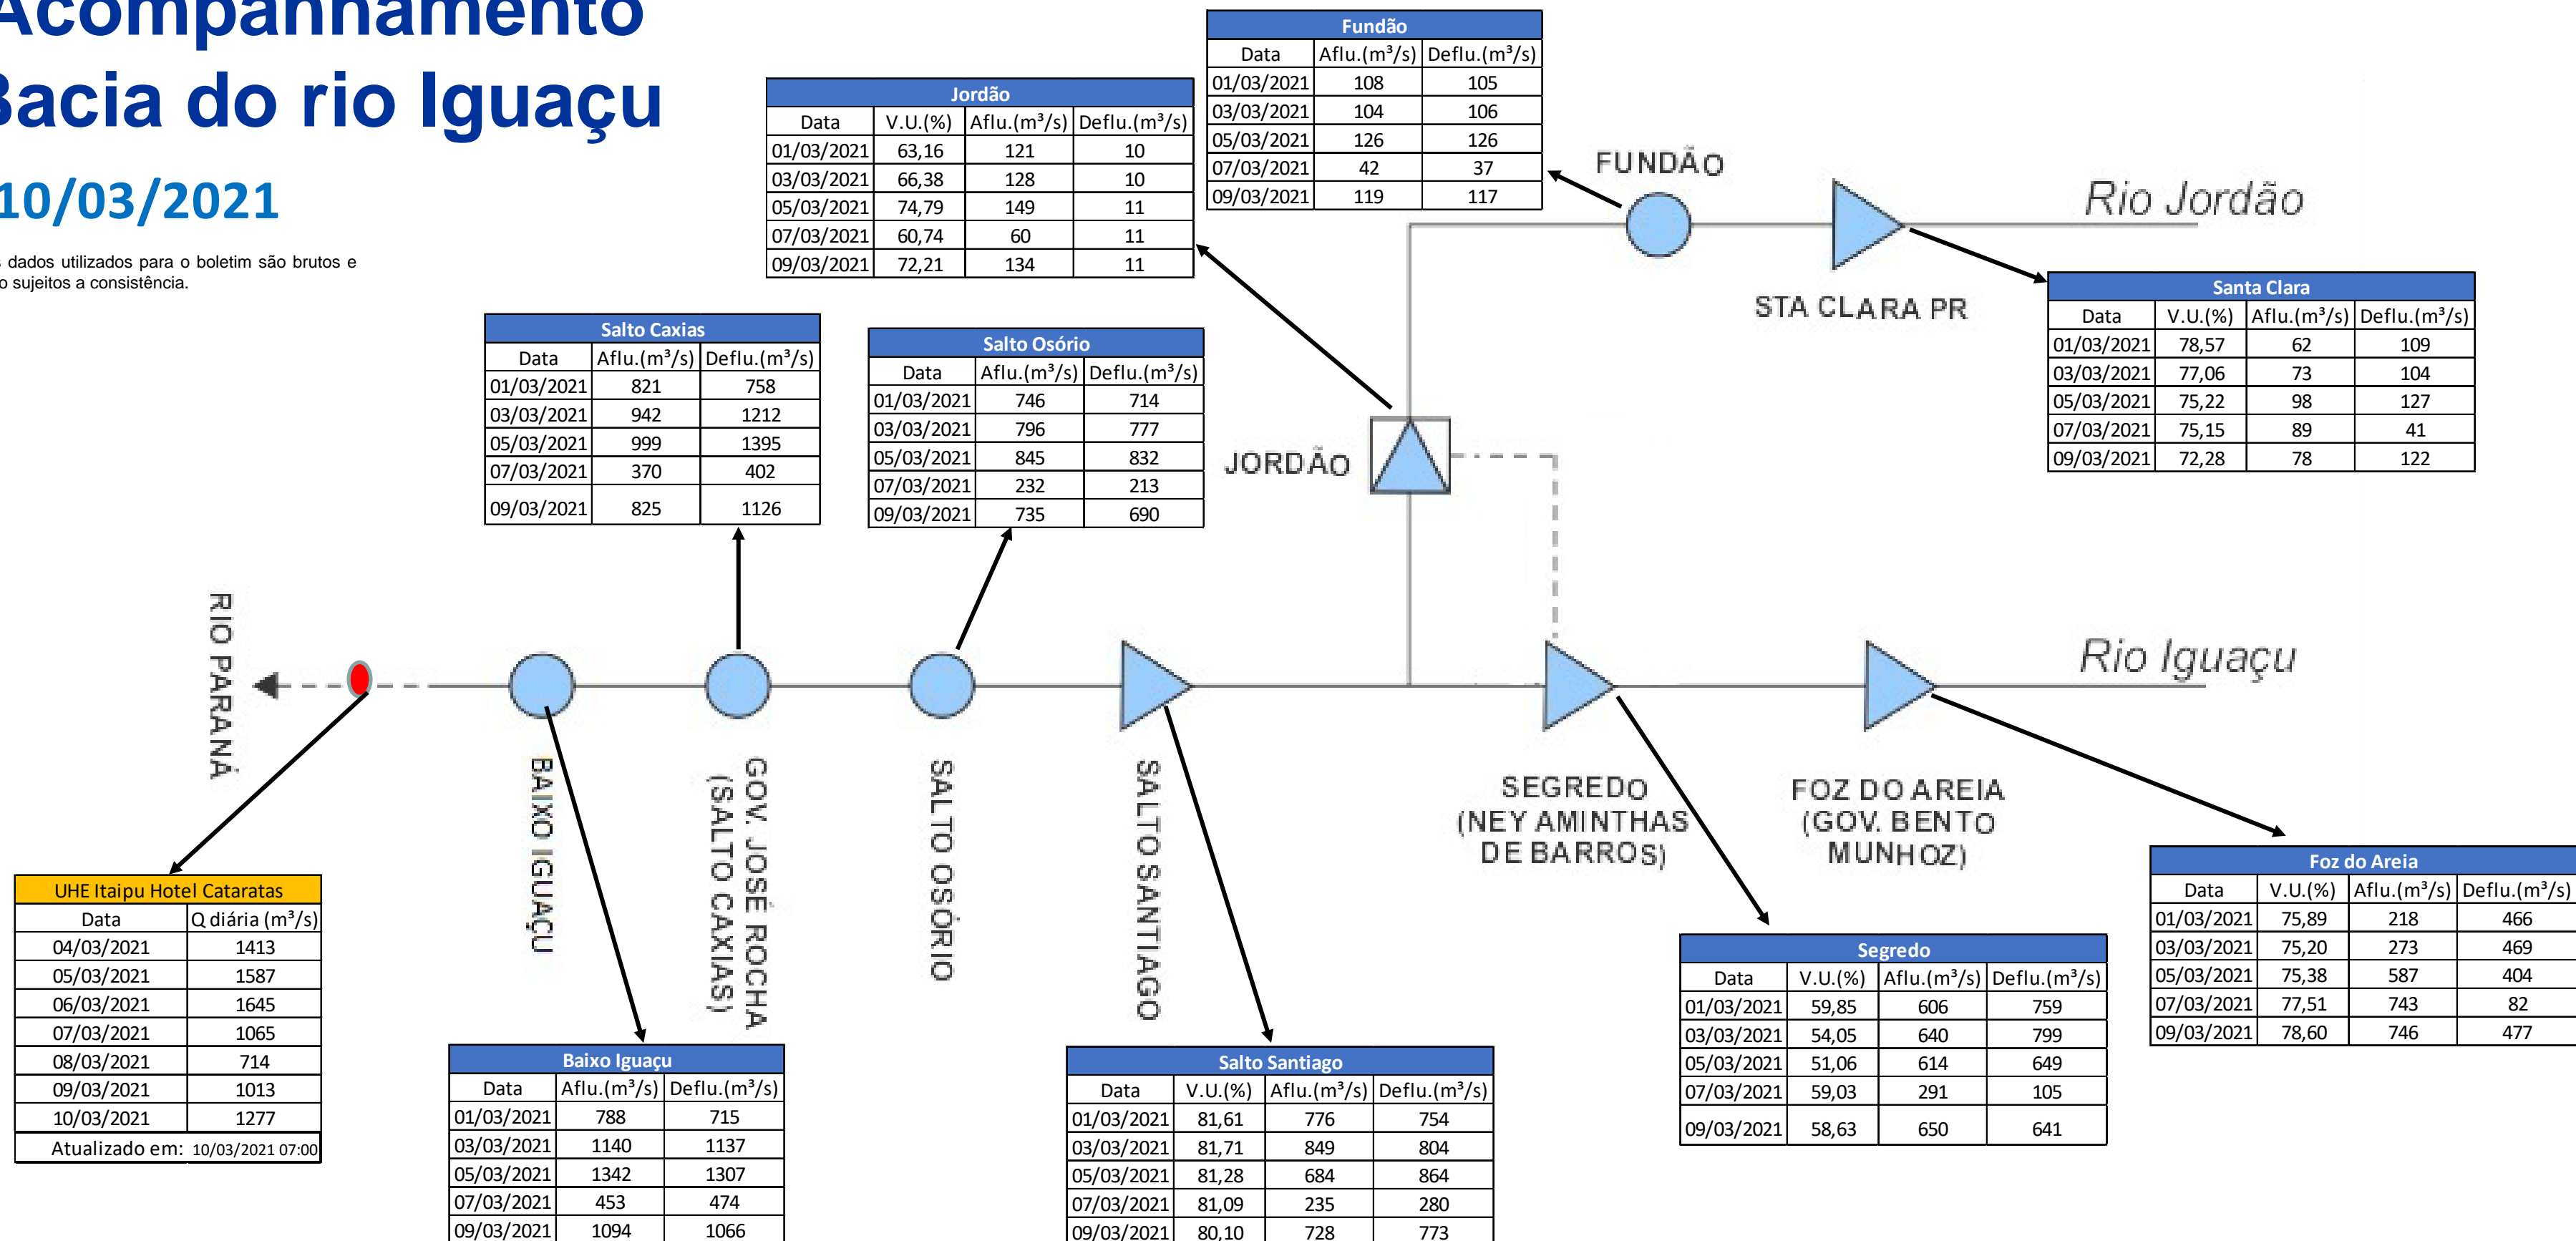 Acompanhamento
Bacia do rio Iguaçu
10/03/2021
s dados utilizados para o boletim são brutos e
o sujeitos a consistência.
Fundão
Data Aflu.(m³/s) Deflu.(m³/s)
01/03/2021 108 105
03/03/2021 104 106
05/03/2021 126 126
07/03/2021 42 37
09/03/2021 119 117
Jordão
Data V.U.(%) Aflu.(m³/s) Deflu.(m³/s)
01/03/2021 63,16 121 10
03/03/2021 66,38 128 10
05/03/2021 74,79 149 11
07/03/2021 60,74 60 11
09/03/2021 72,21 134 11
FUNDÃO
Rio Jordão
STA CLARA PR
Santa Clara
Data V.U.(%) Aflu.(m³/s) Deflu.(m³/s)
01/03/2021 78,57 62 109
03/03/2021 77,06 73 104
05/03/2021 75,22 98 127
07/03/2021 75,15 89 41
09/03/2021 72,28 78 122
Salto Caxias
Data Aflu.(m³/s) Deflu.(m³/s)
01/03/2021 821 758
03/03/2021 942 1212
05/03/2021 999 1395
07/03/2021 370 402
09/03/2021 825 1126
Salto Osório
Data Aflu.(m³/s) Deflu.(m³/s)
01/03/2021 746 714
03/03/2021 796 777
05/03/2021 845 832
07/03/2021 232 213
09/03/2021 735 690
JORDÃO
RIO PARANÁ
Rio Iguaçu
BAIXO IGUAÇU
GOV. JOSÉ ROCHA
(SALTO CAXIAS)
SALTO OSÓRIO
SALTO SANTIAGO
SEGREDO
(NEY AMINTHAS
DE BARROS)
FOZ DO AREIA
(GOV. BENTO
MUNHOZ)
UHE Itaipu Hotel Cataratas
Data Q diária (m³/s)
04/03/2021 1413
05/03/2021 1587
06/03/2021 1645
07/03/2021 1065
08/03/2021 714
09/03/2021 1013
10/03/2021 1277
Atualizado em: 10/03/2021 07:00
Baixo Iguaçu
Data Aflu.(m³/s) Deflu.(m³/s)
01/03/2021 788 715
03/03/2021 1140 1137
05/03/2021 1342 1307
07/03/2021 453 474
09/03/2021 1094 1066
Salto Santiago
Data V.U.(%) Aflu.(m³/s) Deflu.(m³/s)
01/03/2021 81,61 776 754
03/03/2021 81,71 849 804
05/03/2021 81,28 684 864
07/03/2021 81,09 235 280
09/03/2021 80,10 728 773
Segredo
Data V.U.(%) Aflu.(m³/s) Deflu.(m³/s)
01/03/2021 59,85 606 759
03/03/2021 54,05 640 799
05/03/2021 51,06 614 649
07/03/2021 59,03 291 105
09/03/2021 58,63 650 641
Foz do Areia
Data V.U.(%) Aflu.(m³/s) Deflu.(m³/s)
01/03/2021 75,89 218 466
03/03/2021 75,20 273 469
05/03/2021 75,38 587 404
07/03/2021 77,51 743 82
09/03/2021 78,60 746 477